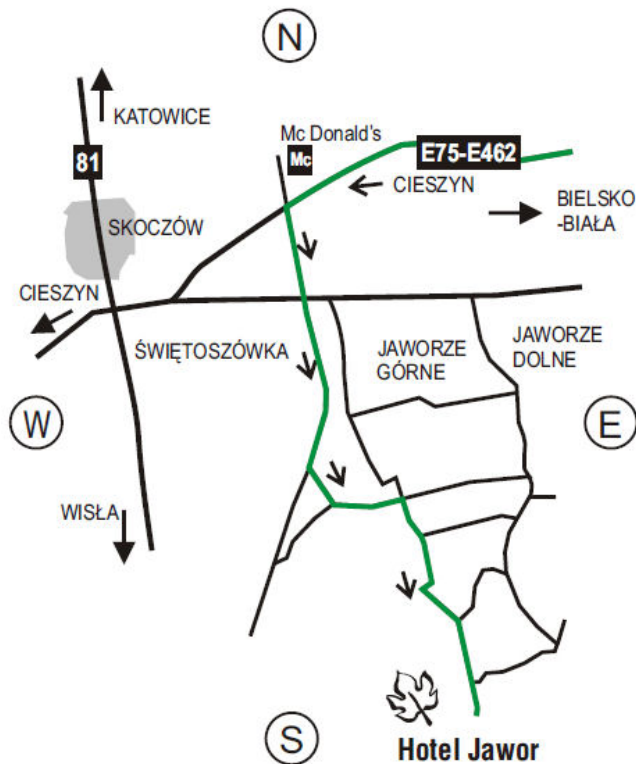 N
KATOWICE
Mc Donald's
81
Mc
E75-E462
CIESZYN
BIELSKO
-BIAŁA
SKOCZÓW
CIESZYN
ŚWIĘTOSZÓWKA
JAWORZE
GÓRNE
JAWORZE
DOLNE
W
E
WISŁA
S
Hotel Jawor